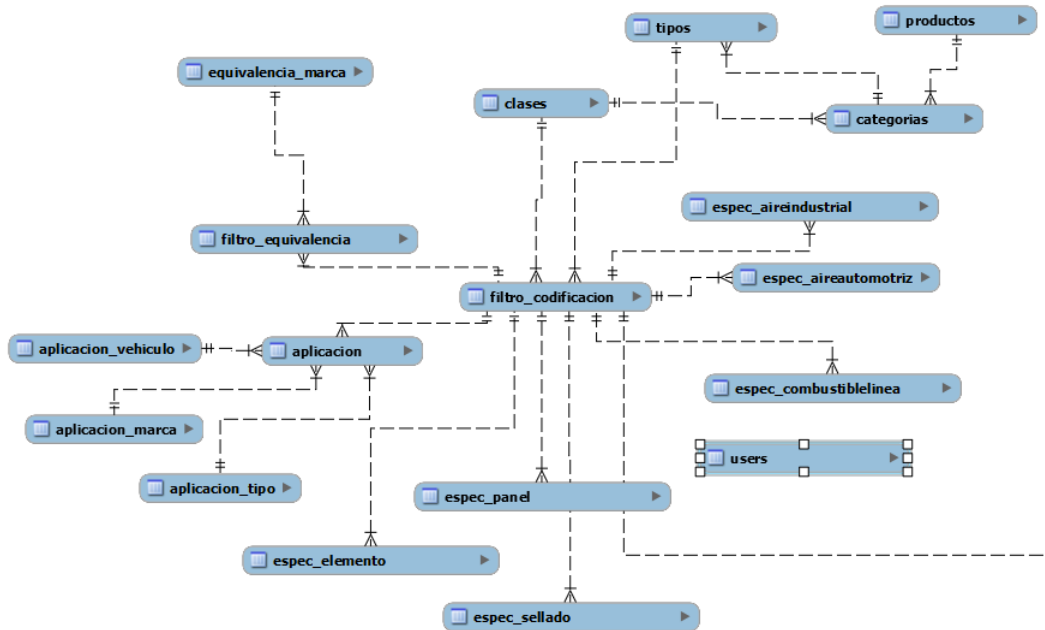 tipos
productos
equivalencia_marca
clases
categorias
espec_aireindustrial
filtro_equivalencia
espec_aireautomotriz
filtro_codificacion
aplicacion_vehiculo
aplicacion
espec_combustiblelinea
aplicacion_marca
users
aplicacion_tipo
espec_panel
espec_elemento
espec_sellado